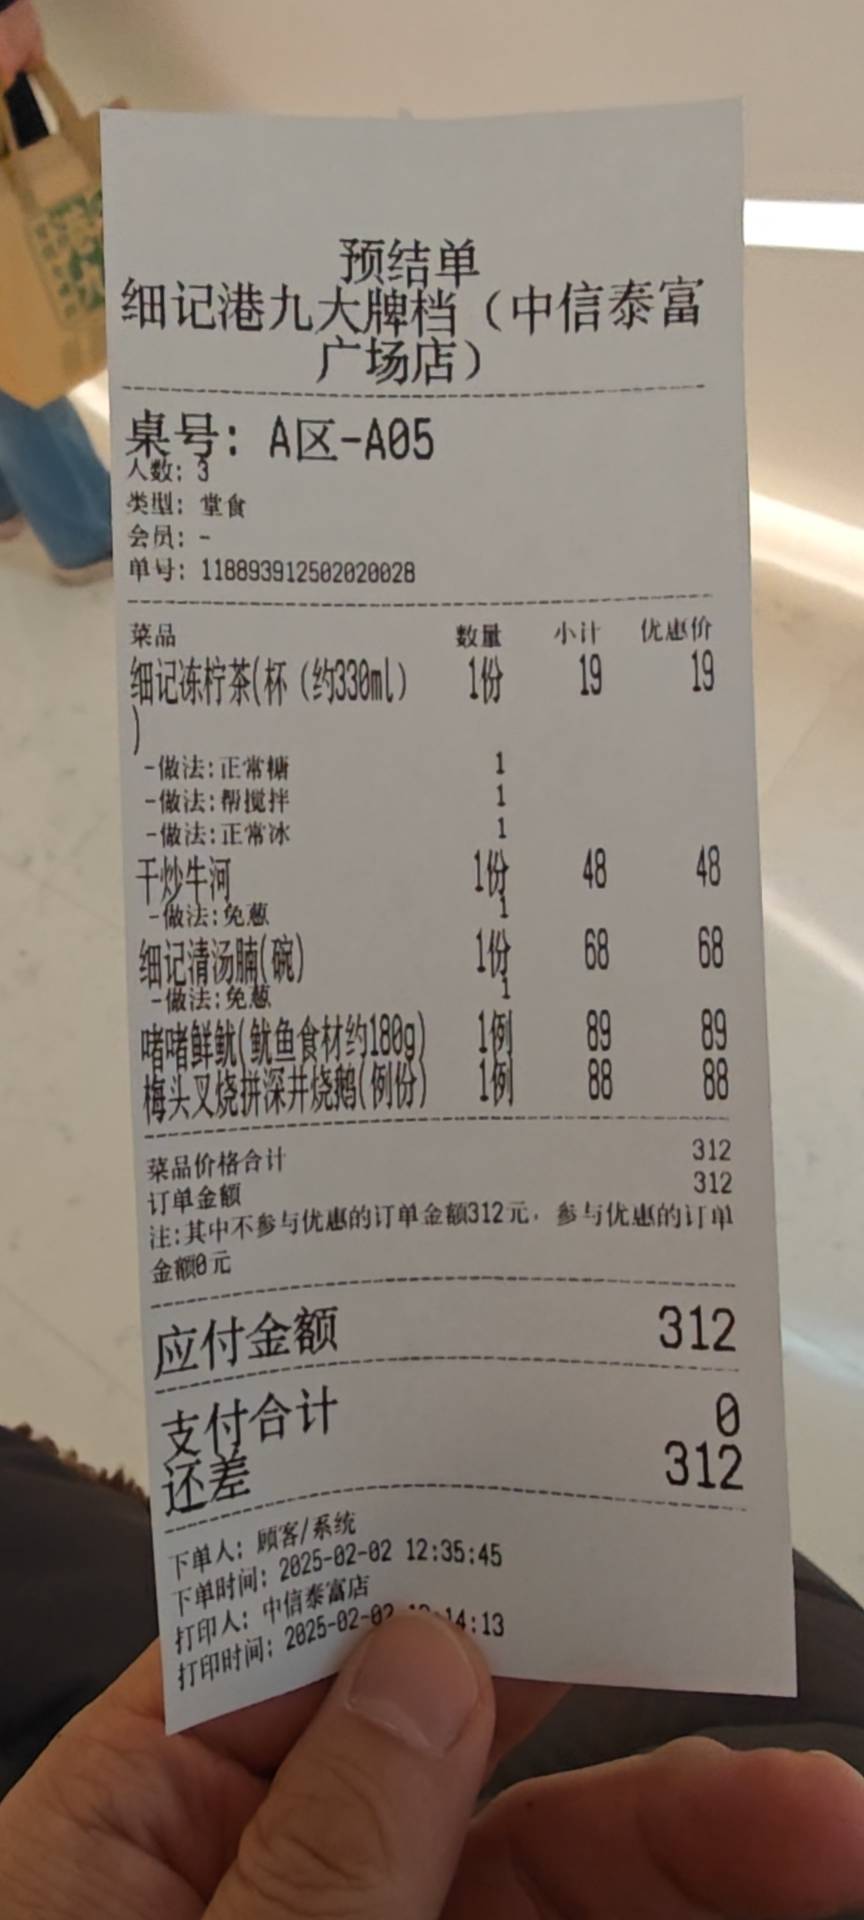 预结单
细记港九大牌档（中信泰富
广场店）
桌号: A区-A05
人数: 3
类型: 堂食
会员: -
单号: 118893912502020028
菜品 数量 小计 优惠价
细记冻柠茶(杯（约330ml） 1份 19 19
)
-做法:正常糖 1
-做法:帮搅拌 1
-做法:正常冰 1
干炒牛河 1份 48 48
-做法:免葱 1
细记清汤腩(碗) 1份 68 68
-做法:免葱 1
啫啫鲜鱿(鱿鱼食材约180g) 1例 89 89
梅头叉烧拼深井烧鹅(例份) 1例 88 88
菜品价格合计 312
订单金额 312
注:其中不参与优惠的订单金额312元，参与优惠的订单
金额0元
应付金额 312
支付合计 0
还差 312
下单人: 顾客/系统
下单时间: 2025-02-02 12:35:45
打印人: 中信泰富店
打印时间: 2025-02-02 14:13